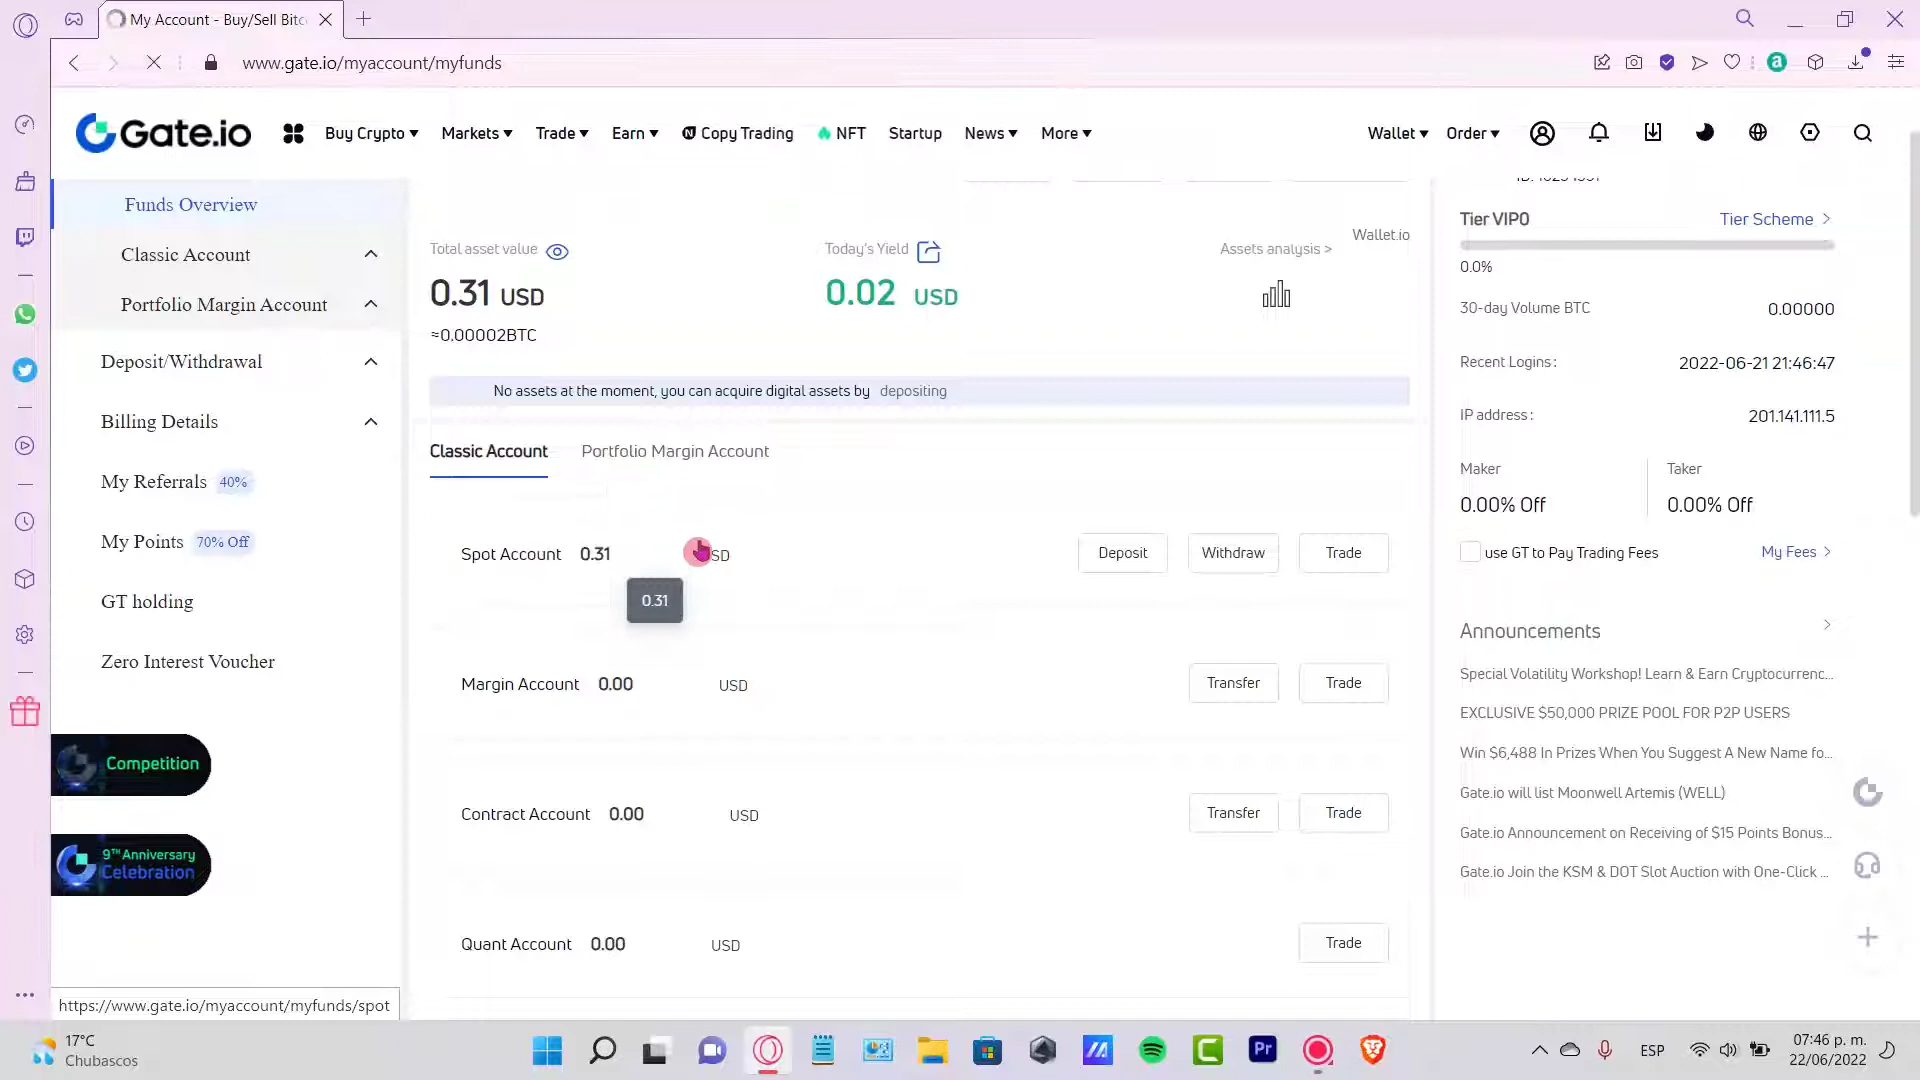 My Account - Buy/Sell Bitc
www.gate.io/myaccount/myfunds
Gate.io
Buy Crypto
Markets
Trade
Earn
Copy Trading
NFT
Startup
News
More
Wallet
Order
Funds Overview
Classic Account
Portfolio Margin Account
Deposit/Withdrawal
Billing Details
My Referrals 40%
My Points 70% Off
GT holding
Zero Interest Voucher
Competition
9TH Anniversary
Celebration
https://www.gate.io/myaccount/myfunds/spot
Wallet.io
Total asset value
0.31 USD
≈0.00002BTC
Today's Yield
0.02 USD
Assets analysis >
No assets at the moment, you can acquire digital assets by depositing
Classic Account
Portfolio Margin Account
Spot Account 0.31 SD
Deposit
Withdraw
Trade
0.31
Margin Account 0.00 USD
Transfer
Trade
Contract Account 0.00 USD
Transfer
Trade
Quant Account 0.00 USD
Trade
Tier VIP0
Tier Scheme >
0.0%
30-day Volume BTC 0.00000
Recent Logins: 2022-06-21 21:46:47
IP address: 201.141.111.5
Maker
0.00% Off
Taker
0.00% Off
use GT to Pay Trading Fees
My Fees >
Announcements >
Special Volatility Workshop! Learn & Earn Cryptocurrenc...
EXCLUSIVE $50,000 PRIZE POOL FOR P2P USERS
Win $6,488 In Prizes When You Suggest A New Name fo...
Gate.io will list Moonwell Artemis (WELL)
Gate.io Announcement on Receiving of $15 Points Bonus...
Gate.io Join the KSM & DOT Slot Auction with One-Click ...
17°C
Chubascos
Pr
ESP
07:46 p. m.
22/06/2022